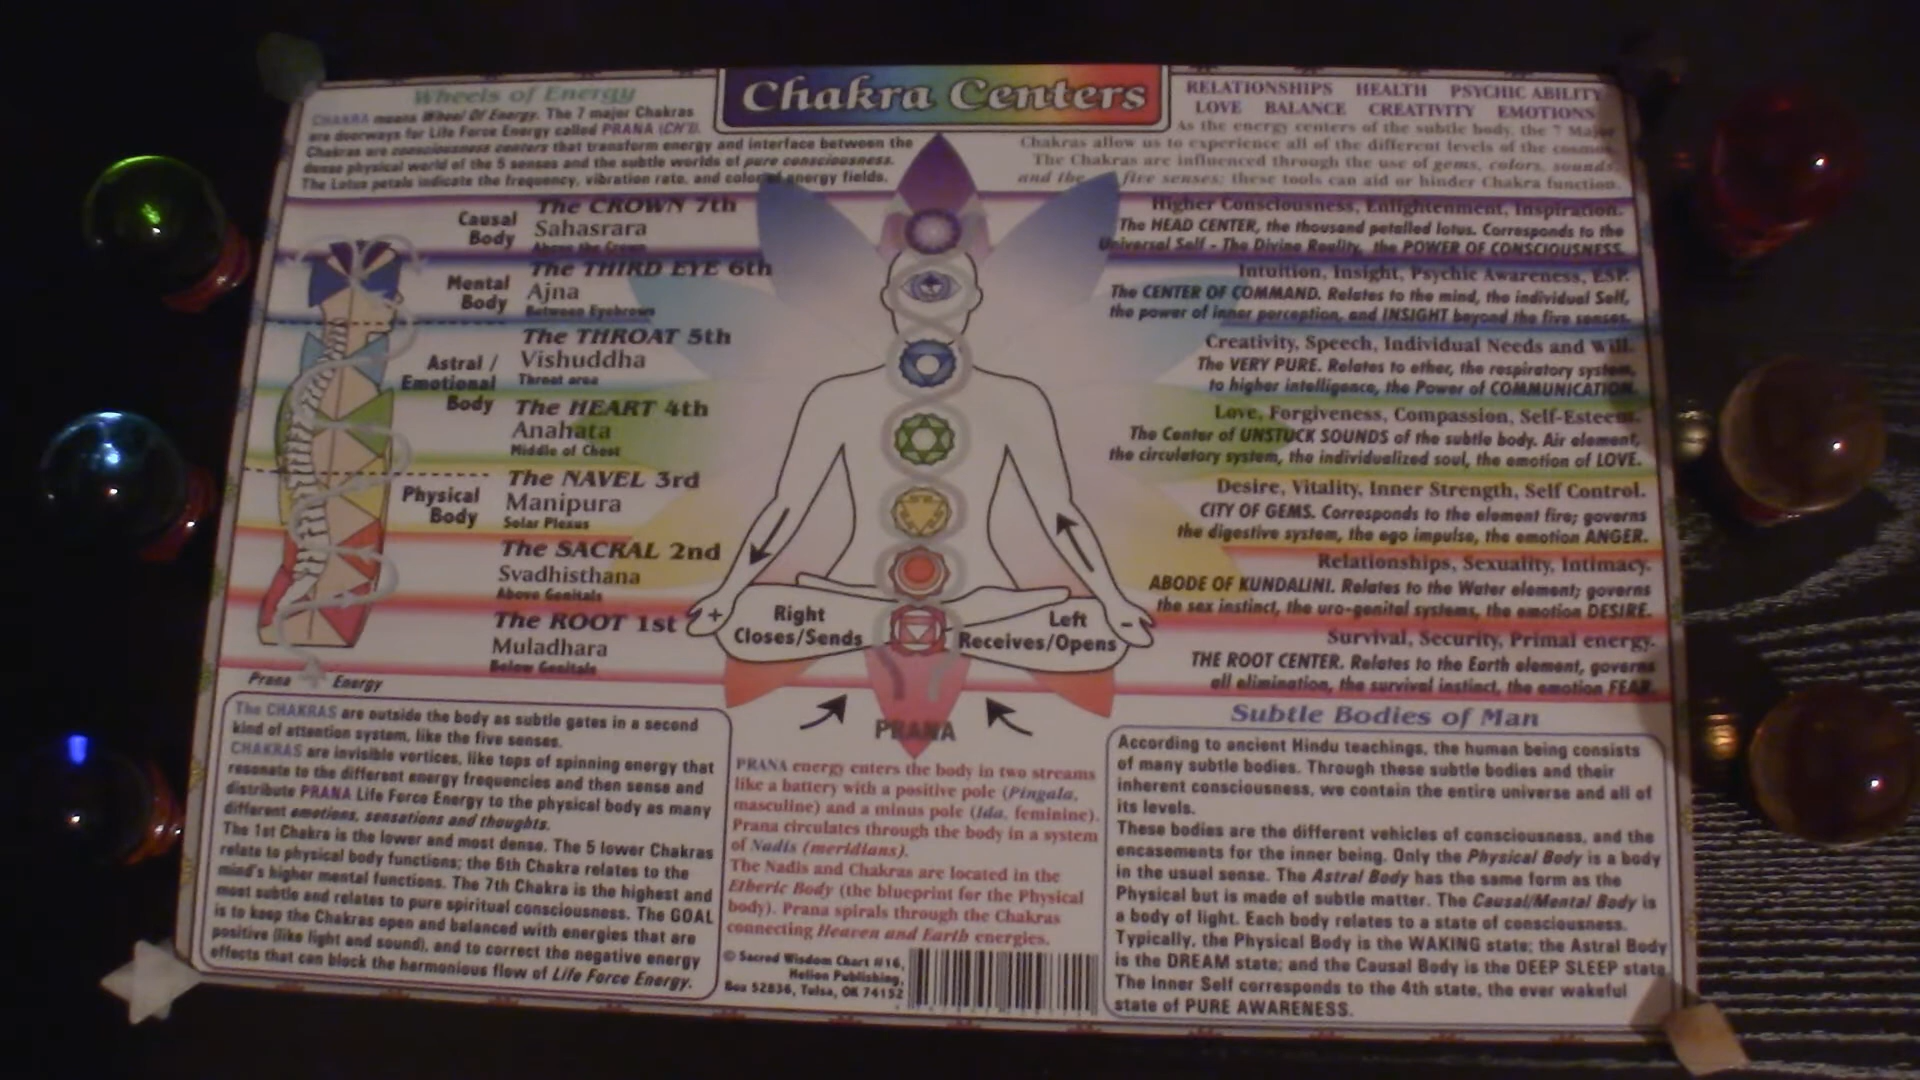 Chakra Centers
Wheels of Energy
CHAKRA means Wheel Of Energy. The 7 major Chakras
are doorways for Life Force Energy called PRANA (CH'I).
Chakras are consciousness centers that transform energy and interface between the
dense physical world of the 5 senses and the subtle worlds of pure consciousness.
The Lotus petals indicate the frequency, vibration rate, and color of energy fields.
RELATIONSHIPS HEALTH PSYCHIC ABILITY
LOVE BALANCE CREATIVITY EMOTIONS
As the energy centers of the subtle body, the 7 Major
Chakras allow us to experience all of the different levels of the cosmos.
The Chakras are influenced through the use of gems, colors, sounds,
and the five senses; these tools can aid or hinder Chakra function.
Causal
Body
The CROWN 7th
Sahasrara
Above the Crown
Higher Consciousness, Enlightenment, Inspiration.
The HEAD CENTER, the thousand petalled lotus. Corresponds to the
Universal Self - The Divine Reality, the POWER OF CONSCIOUSNESS.
Mental
Body
The THIRD EYE 6th
Ajna
Between Eyebrows
Intuition, Insight, Psychic Awareness, ESP.
The CENTER OF COMMAND. Relates to the mind, the individual Self,
the power of inner perception, and INSIGHT beyond the five senses.
Astral /
Emotional
Body
The THROAT 5th
Vishuddha
Throat area
Creativity, Speech, Individual Needs and Will.
The VERY PURE. Relates to ether, the respiratory system,
to higher intelligence, the Power of COMMUNICATION.
The HEART 4th
Anahata
Middle of Chest
Love, Forgiveness, Compassion, Self-Esteem.
The Center of UNSTUCK SOUNDS of the subtle body. Air element,
the circulatory system, the individualized soul, the emotion of LOVE.
Physical
Body
The NAVEL 3rd
Manipura
Solar Plexus
Desire, Vitality, Inner Strength, Self Control.
CITY OF GEMS. Corresponds to the element fire; governs
the digestive system, the ego impulse, the emotion ANGER.
The SACRAL 2nd
Svadhisthana
Above Genitals
Relationships, Sexuality, Intimacy.
ABODE OF KUNDALINI. Relates to the Water element; governs
the sex instinct, the uro-genital systems, the emotion DESIRE.
The ROOT 1st
Muladhara
Below Genitals
Survival, Security, Primal energy.
THE ROOT CENTER. Relates to the Earth element, governs
all elimination, the survival instinct, the emotion FEAR.
+
Right
Closes/Sends
Left
Receives/Opens
-
Prana Energy
PRANA
The CHAKRAS are outside the body as subtle gates in a second
kind of attention system, like the five senses.
CHAKRAS are invisible vortices, like tops of spinning energy that
resonate to the different energy frequencies and then sense and
distribute PRANA Life Force Energy to the physical body as many
different emotions, sensations and thoughts.
The 1st Chakra is the lower and most dense. The 5 lower Chakras
relate to physical body functions; the 6th Chakra relates to the
mind's higher mental functions. The 7th Chakra is the highest and
most subtle and relates to pure spiritual consciousness. The GOAL
is to keep the Chakras open and balanced with energies that are
positive (like light and sound), and to correct the negative energy
effects that can block the harmonious flow of Life Force Energy.
PRANA energy enters the body in two streams
like a battery with a positive pole (Pingala,
masculine) and a minus pole (Ida, feminine).
Prana circulates through the body in a system
of Nadis (meridians).
The Nadis and Chakras are located in the
Etheric Body (the blueprint for the Physical
body). Prana spirals through the Chakras
connecting Heaven and Earth energies.
© Sacred Wisdom Chart #16,
Helion Publishing,
Box 52836, Tulsa, OK 74152
Subtle Bodies of Man
According to ancient Hindu teachings, the human being consists
of many subtle bodies. Through these subtle bodies and their
inherent consciousness, we contain the entire universe and all of
its levels.
These bodies are the different vehicles of consciousness, and the
encasements for the inner being. Only the Physical Body is a body
in the usual sense. The Astral Body has the same form as the
Physical but is made of subtle matter. The Causal/Mental Body is
a body of light. Each body relates to a state of consciousness.
Typically, the Physical Body is the WAKING state; the Astral Body
is the DREAM state; and the Causal Body is the DEEP SLEEP state.
The Inner Self corresponds to the 4th state, the ever wakeful
state of PURE AWARENESS.